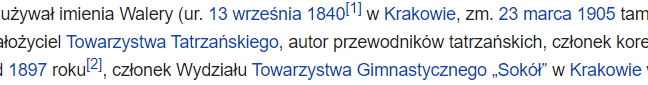 używał imienia Walery (ur. 13 września 1840[1] w Krakowie, zm. 23 marca 1905 tam
ałożyciel Towarzystwa Tatrzańskiego, autor przewodników tatrzańskich, członek kore
1897 roku[2], członek Wydziału Towarzystwa Gimnastycznego „Sokół” w Krakowie